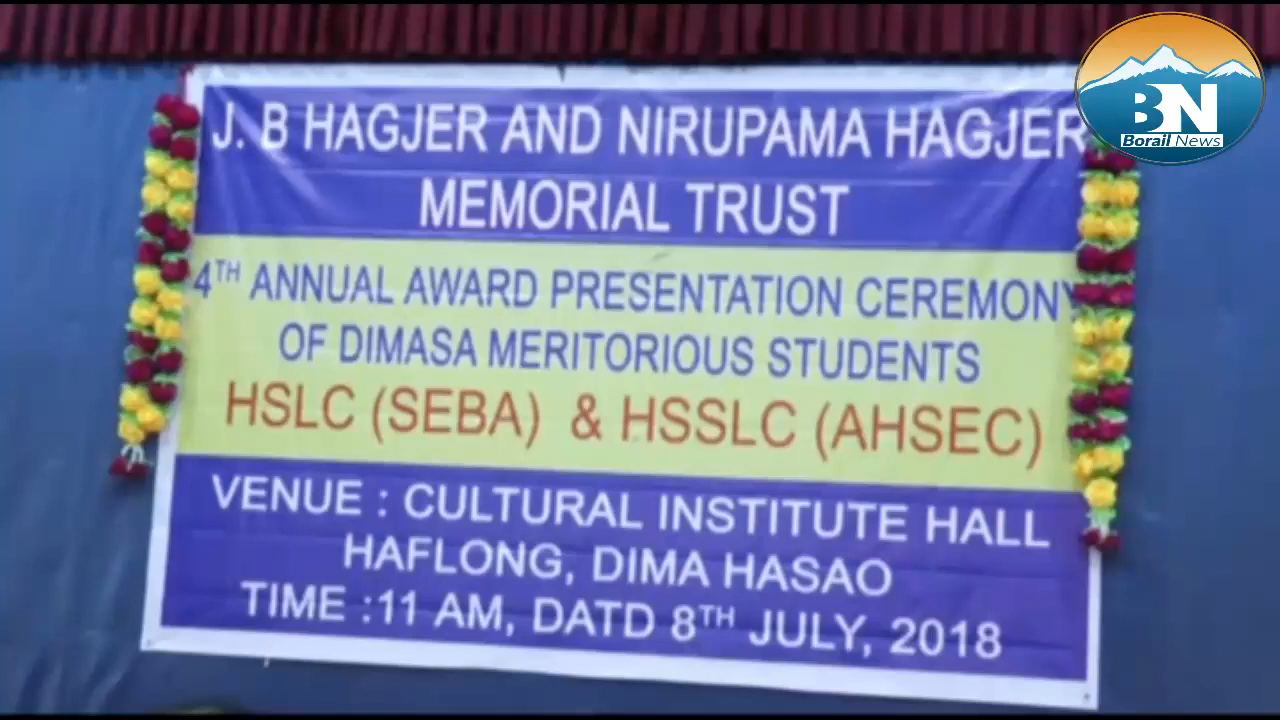 J. B HAGJER AND NIRUPAMA HAGJER
MEMORIAL TRUST
4TH ANNUAL AWARD PRESENTATION CEREMONY
OF DIMASA MERITORIOUS STUDENTS
HSLC (SEBA) & HSSLC (AHSEC)
VENUE : CULTURAL INSTITUTE HALL
HAFLONG, DIMA HASAO
TIME :11 AM, DATD 8TH JULY, 2018
BN
Borail News